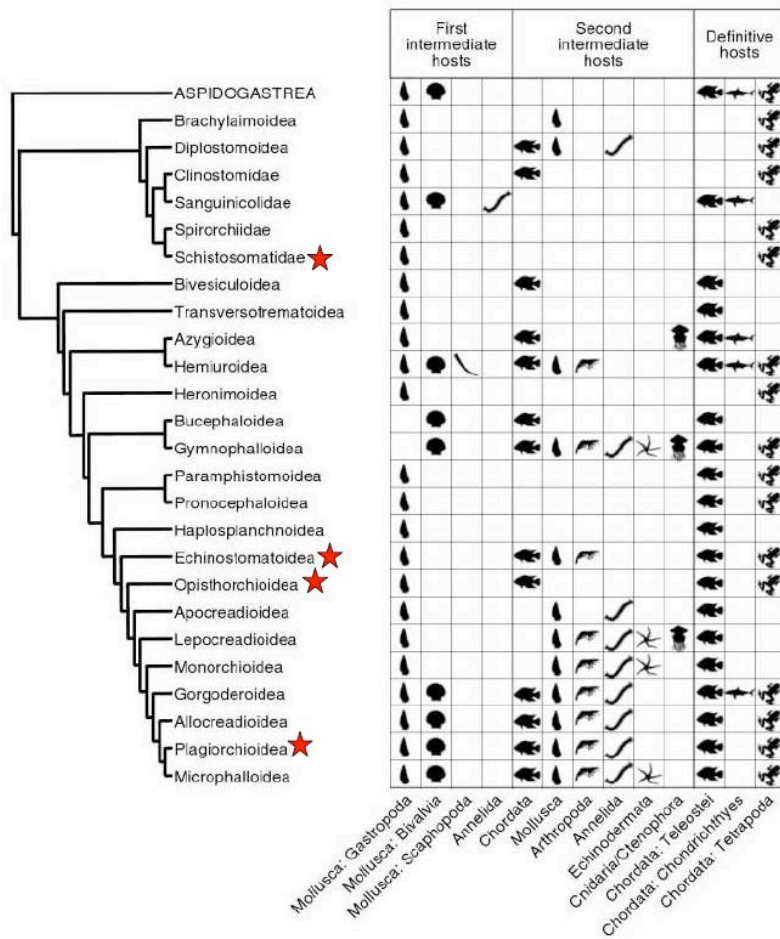 First
intermediate
hosts
Second
intermediate
hosts
Definitive
hosts
ASPIDOGASTREA
Brachylaimoidea
Diplostomoidea
Clinostomidae
Sanguinicolidae
Spirorchiidae
Schistosomatidae
Bivesiculoidea
Transversotrematoidea
Azygioidea
Hemiuroidea
Heronimoidea
Bucephaloidea
Gymnophalloidea
Paramphistomoidea
Pronocephaloidea
Haplosplanchnoidea
Echinostomatoidea
Opisthorchioidea
Apocreadioidea
Lepocreadioidea
Monorchioidea
Gorgoderoidea
Allocreadioidea
Plagiorchioidea
Microphalloidea
Mollusca: Gastropoda
Mollusca: Bivalvia
Mollusca: Scaphopoda
Annelida
Chordata
Mollusca
Arthropoda
Annelida
Echinodermata
Cnidaria/Ctenophora
Chordata: Teleostei
Chordata: Chondrichthyes
Chordata: Tetrapoda